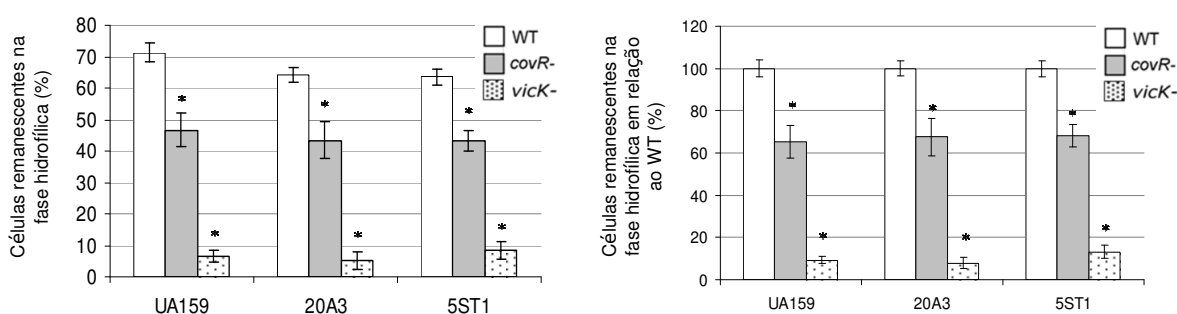 Células remanescentes na
fase hidrofílica (%)
80
70
60
50
40
30
20
10
0
*
*
*
*
*
*
UA159
20A3
5ST1
WT
covR-
vicK-
Células remanescentes na
fase hidrofílica em relação
ao WT (%)
120
100
80
60
40
20
0
*
*
*
*
*
*
UA159
20A3
5ST1
WT
covR-
vicK-